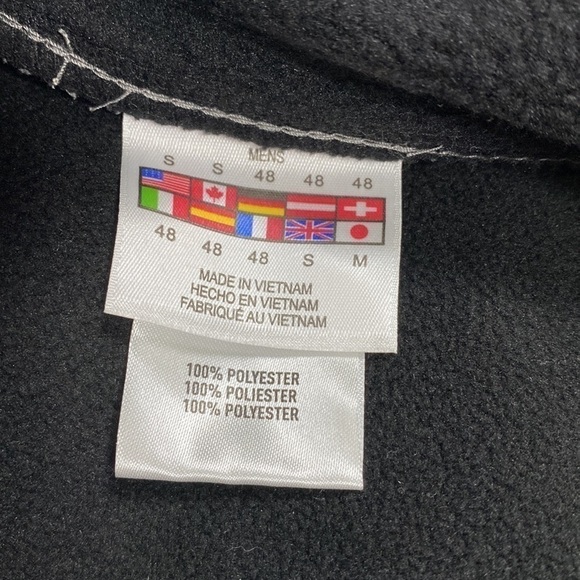 MENS
S S 48 48 48
48 48 48 S M
MADE IN VIETNAM
HECHO EN VIETNAM
FABRIQUÉ AU VIETNAM
100% POLYESTER
100% POLIESTER
100% POLYESTER